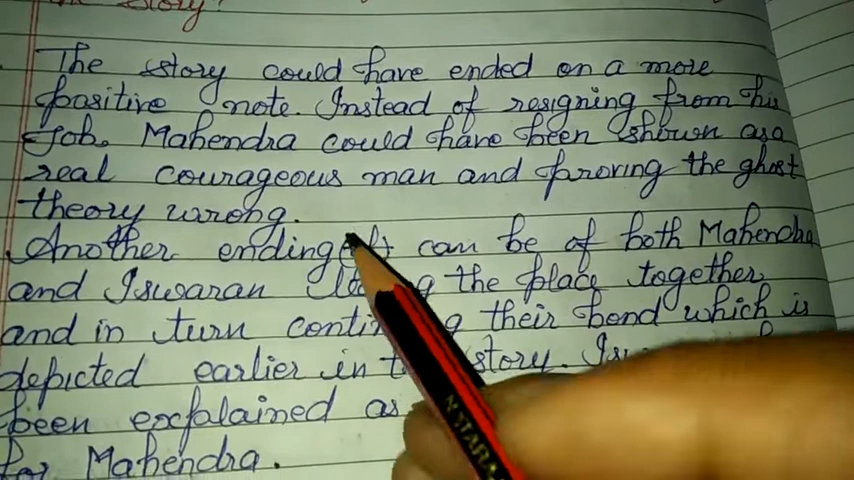 the story?
The story could have ended on a more
positive note. Instead of resigning from his
Job. Mahendra could have been shown as a
real courageous man and proving the ghost
theory wrong.
Another ending can be of both Mahendra
and Iswaran the place together
and in turn their bond which is
depicted earlier in story.
been explained as
for Mahendra.
NATARA